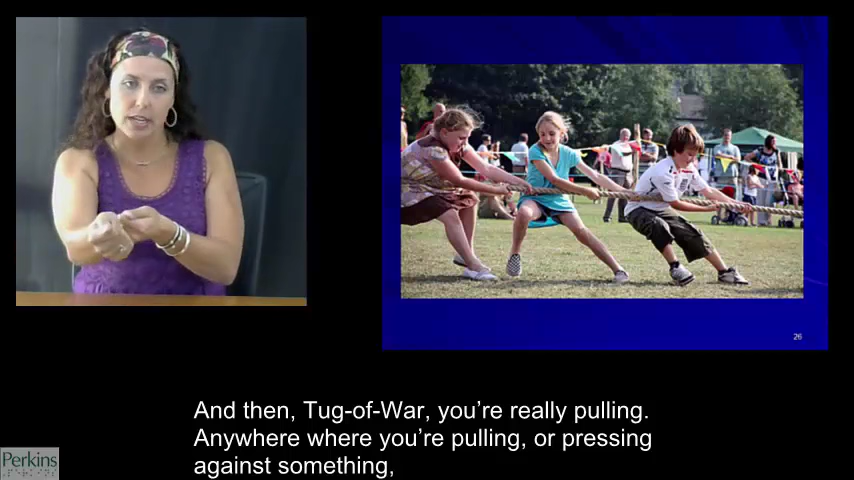 26
And then, Tug-of-War, you’re really pulling.
Anywhere where you’re pulling, or pressing
against something,
Perkins